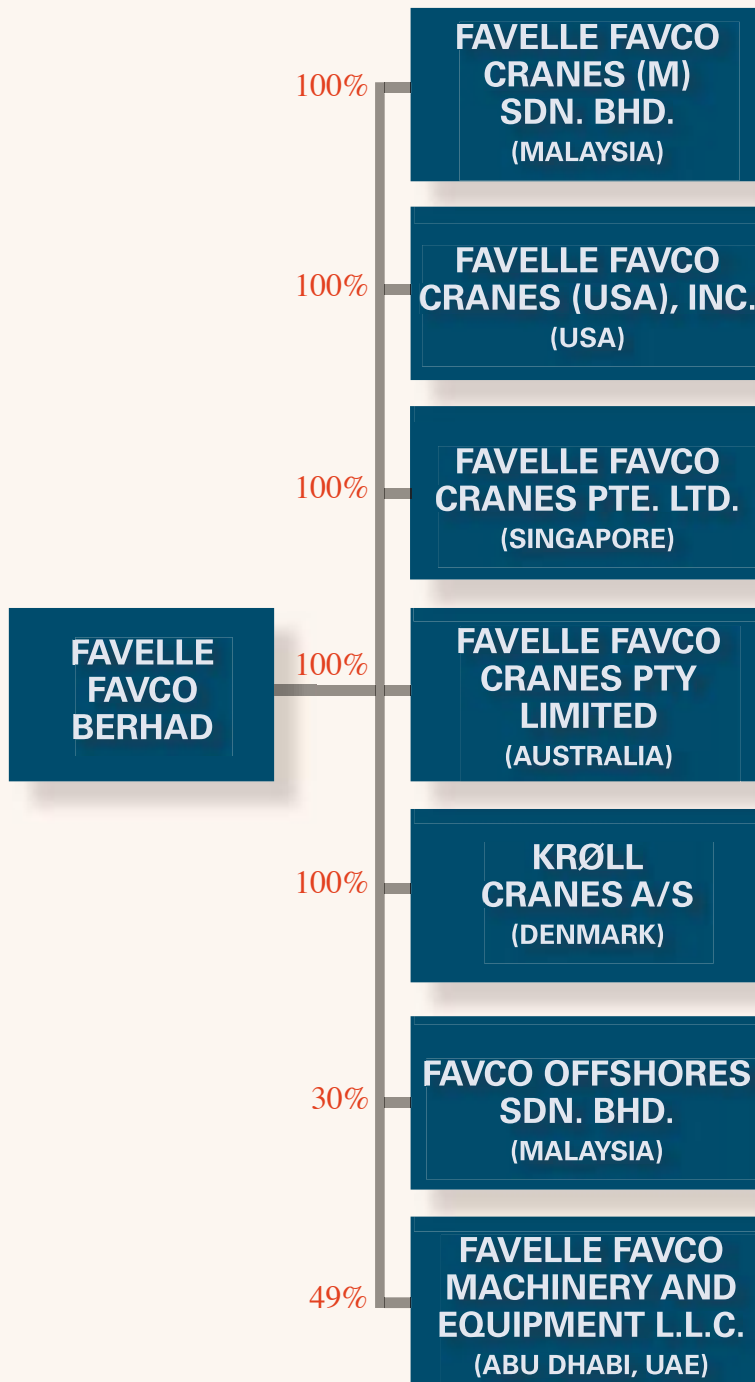 100%
FAVELLE FAVCO
CRANES (M)
SDN. BHD.
(MALAYSIA)
100%
FAVELLE FAVCO
CRANES (USA), INC.
(USA)
100%
FAVELLE FAVCO
CRANES PTE. LTD.
(SINGAPORE)
FAVELLE
FAVCO
BERHAD
100%
FAVELLE FAVCO
CRANES PTY
LIMITED
(AUSTRALIA)
100%
KRØLL
CRANES A/S
(DENMARK)
30%
FAVCO OFFSHORES
SDN. BHD.
(MALAYSIA)
49%
FAVELLE FAVCO
MACHINERY AND
EQUIPMENT L.L.C.
(ABU DHABI, UAE)